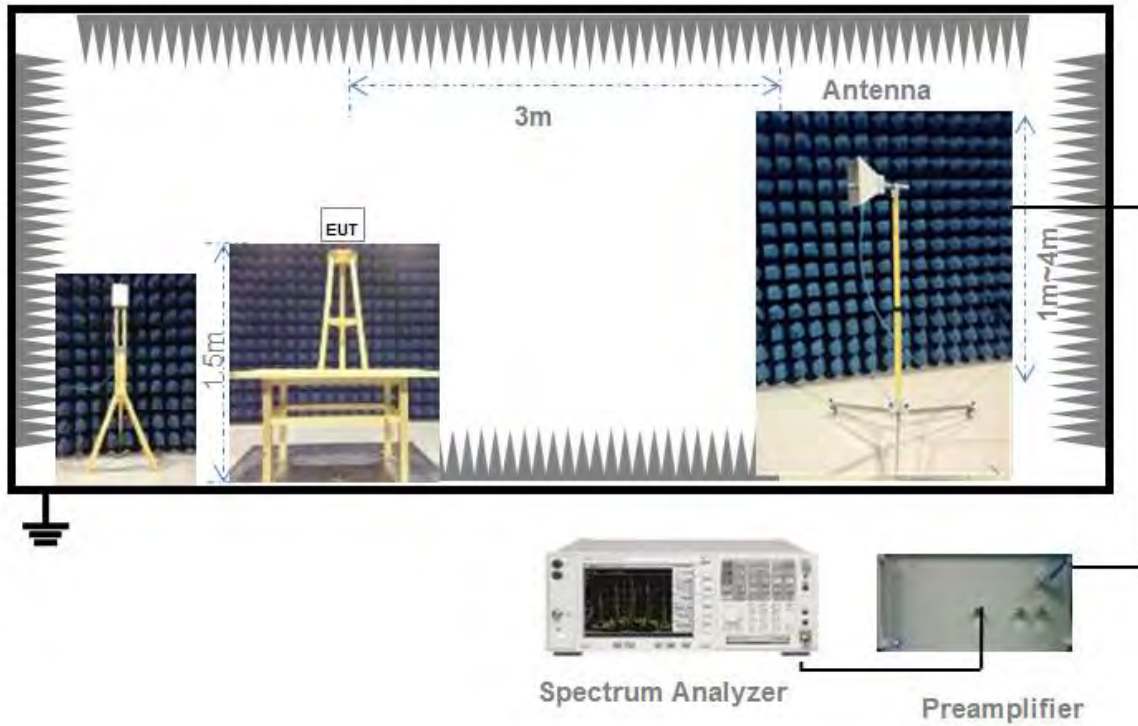 Antenna
3m
EUT
1.5m
1m~4m
Spectrum Analyzer
Preamplifier